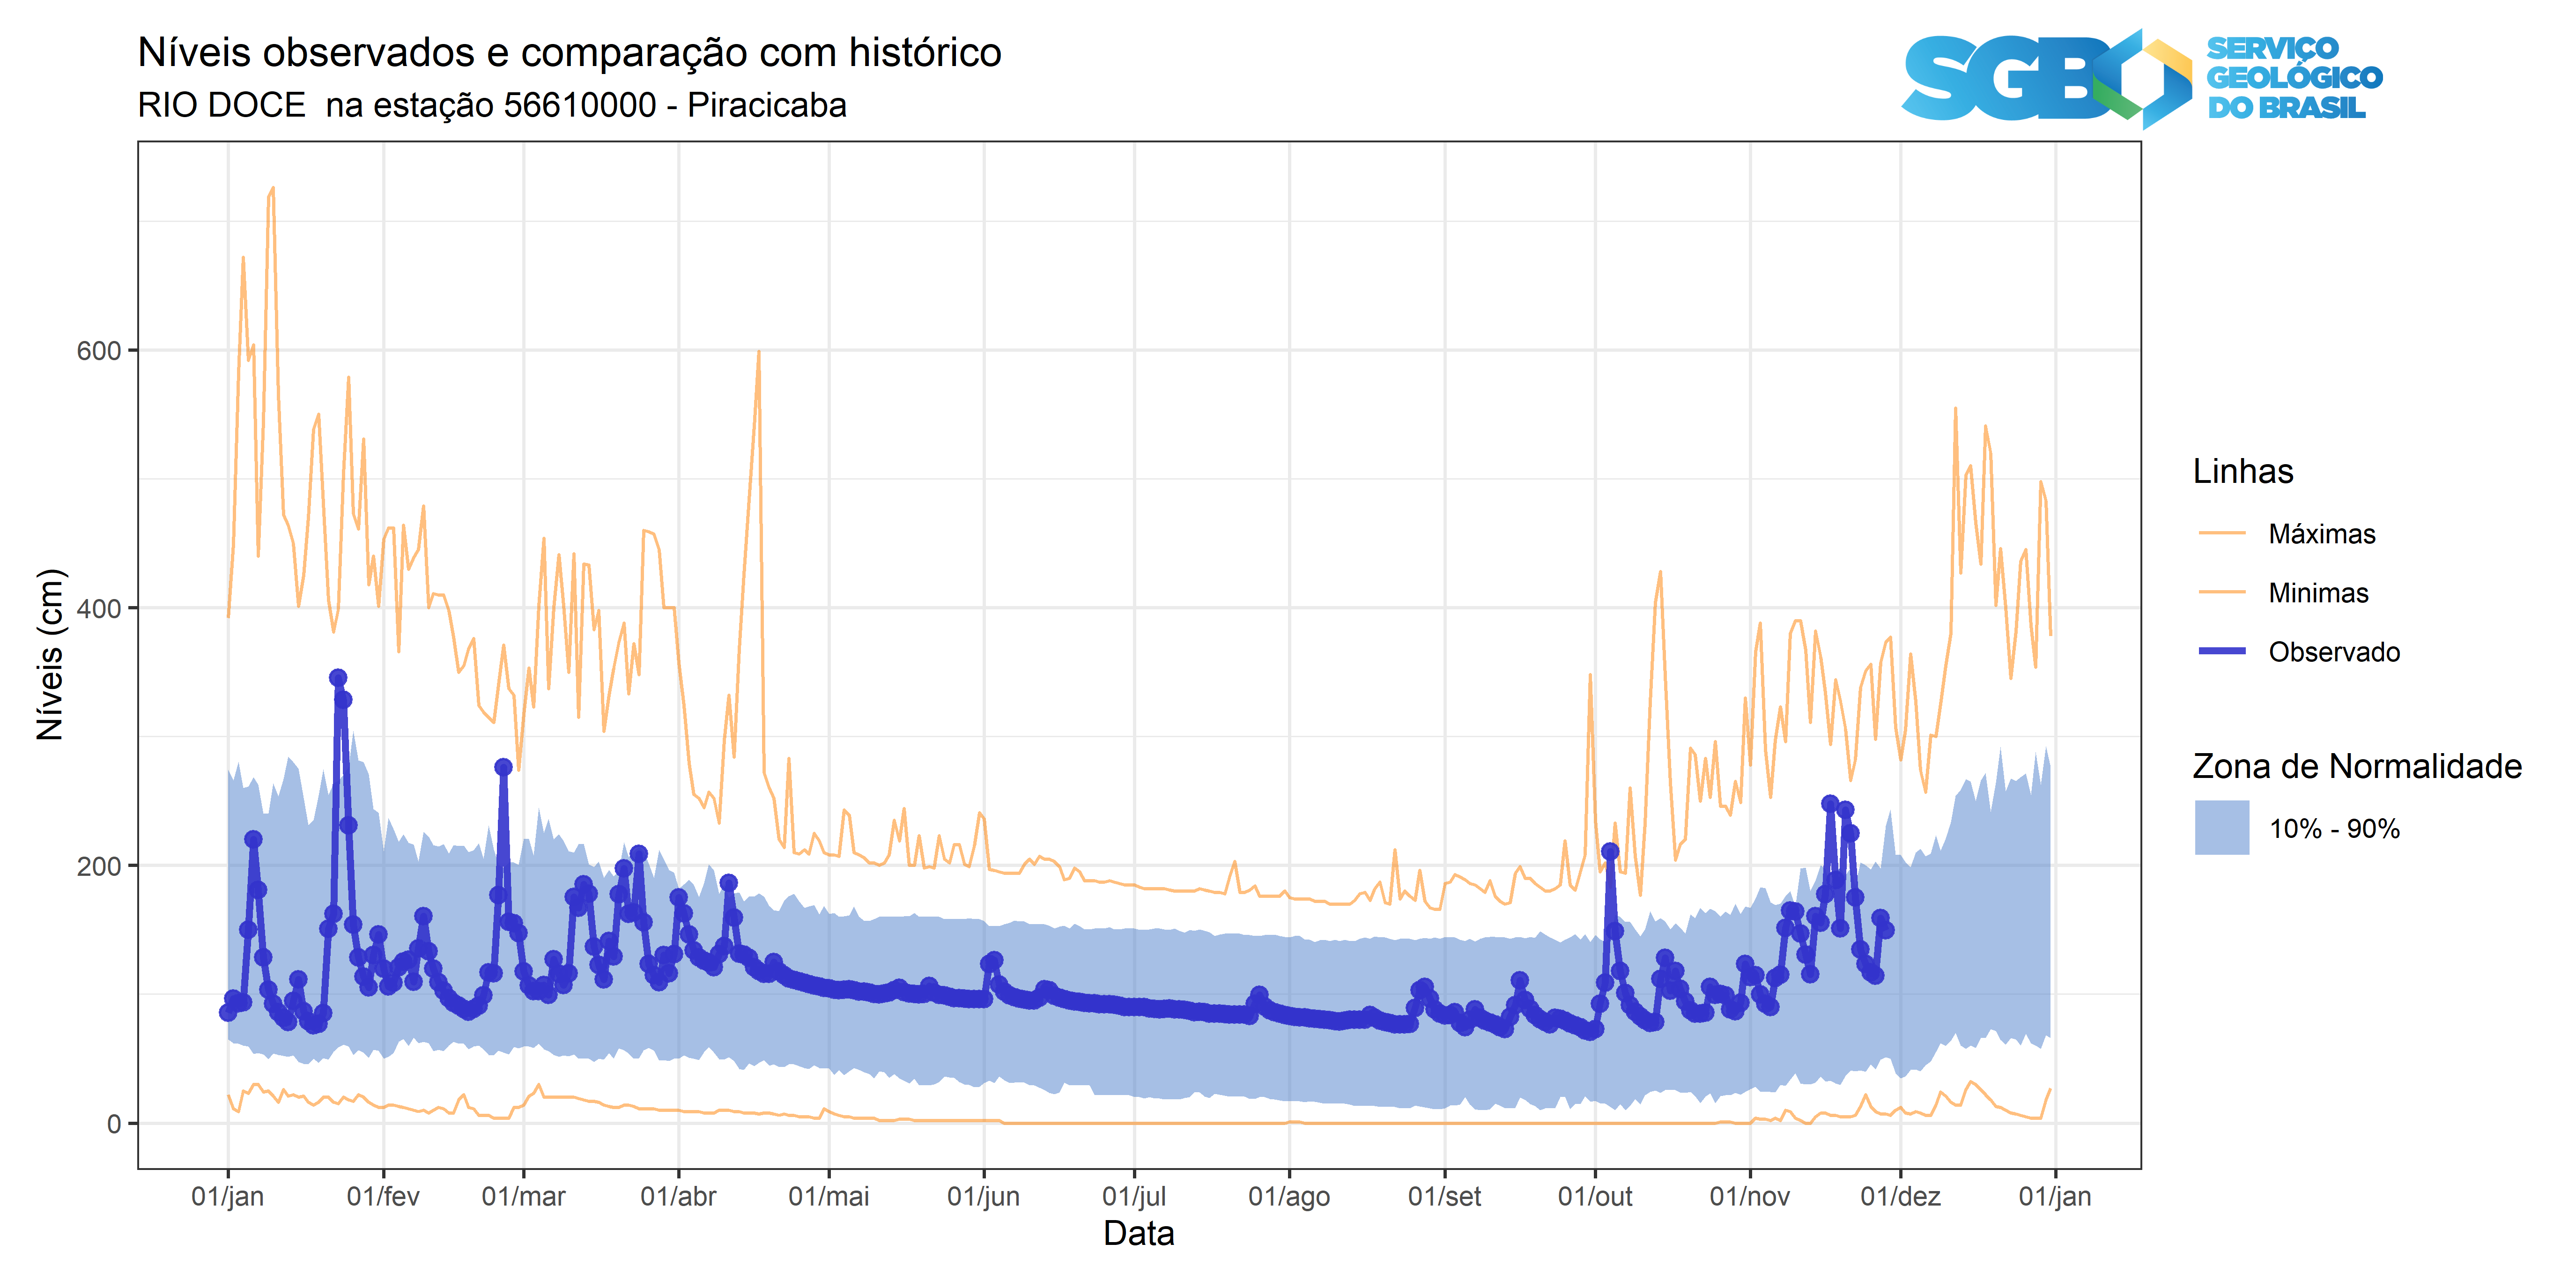 Níveis observados e comparação com histórico
RIO DOCE  na estação 56610000 - Piracicaba
SGB
SERVIÇO
GEOLÓGICO
DO BRASIL
Níveis (cm)
600
400
200
0
01/jan
01/fev
01/mar
01/abr
01/mai
01/jun
01/jul
01/ago
01/set
01/out
01/nov
01/dez
01/jan
Data
Linhas
Máximas
Minimas
Observado
Zona de Normalidade
10% - 90%